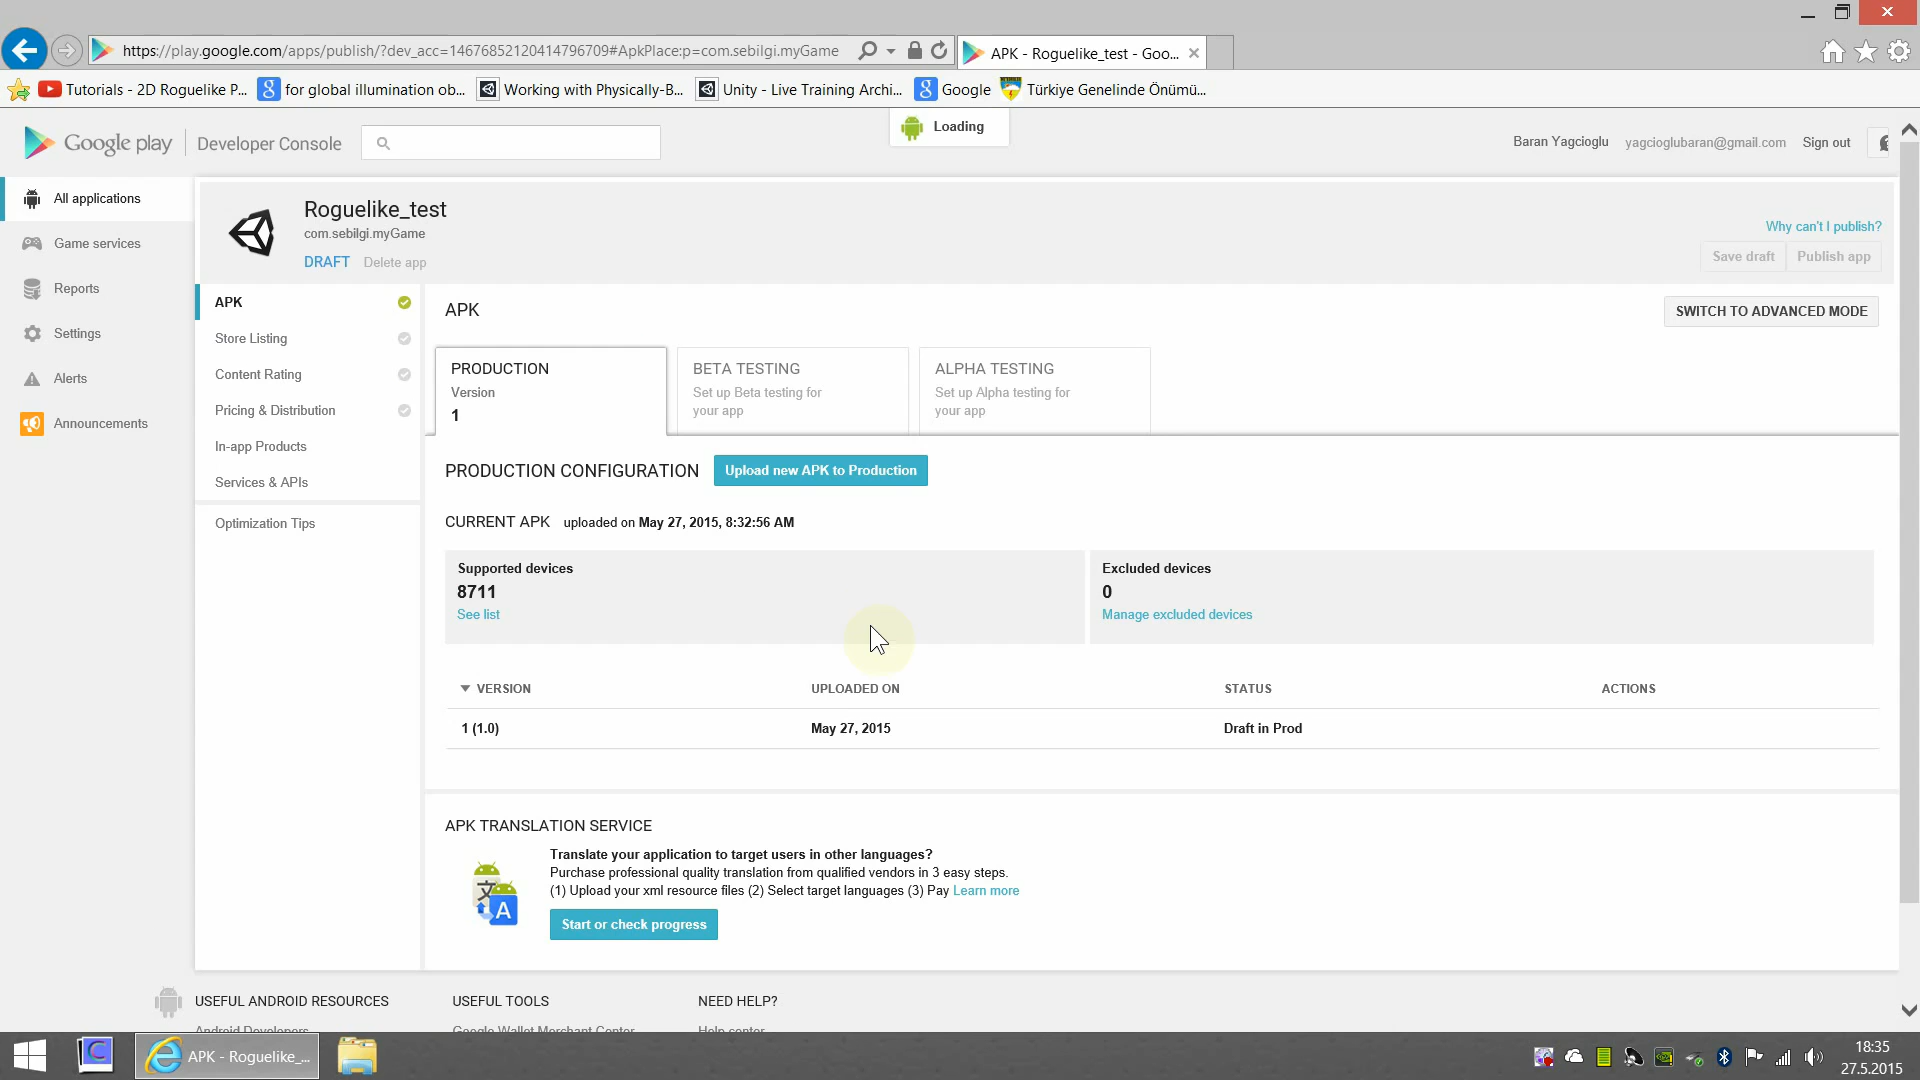 https://play.google.com/apps/publish/?dev_acc=14676852120414796709#ApkPlace:p=com.sebilgi.myGame
APK - Roguelike_test - Goo...
Tutorials - 2D Roguelike P...
for global illumination ob...
Working with Physically-B...
Unity - Live Training Archi...
Google
Türkiye Genelinde Önümü...
Google play
Developer Console
Loading
Baran Yagcioglu
yagcioglubaran@gmail.com
Sign out
All applications
Game services
Reports
Settings
Alerts
Announcements
Roguelike_test
com.sebilgi.myGame
DRAFT
Delete app
Why can't I publish?
Save draft
Publish app
APK
Store Listing
Content Rating
Pricing & Distribution
In-app Products
Services & APIs
Optimization Tips
APK
SWITCH TO ADVANCED MODE
PRODUCTION
Version
1
BETA TESTING
Set up Beta testing for
your app
ALPHA TESTING
Set up Alpha testing for
your app
PRODUCTION CONFIGURATION
Upload new APK to Production
CURRENT APK uploaded on May 27, 2015, 8:32:56 AM
Supported devices
8711
See list
Excluded devices
0
Manage excluded devices
VERSION
UPLOADED ON
STATUS
ACTIONS
1 (1.0)
May 27, 2015
Draft in Prod
APK TRANSLATION SERVICE
Translate your application to target users in other languages?
Purchase professional quality translation from qualified vendors in 3 easy steps.
(1) Upload your xml resource files (2) Select target languages (3) Pay Learn more
Start or check progress
USEFUL ANDROID RESOURCES
USEFUL TOOLS
NEED HELP?
Android Developers
Google Wallet Merchant Center
Help center
APK - Roguelike_...
18:35
27.5.2015